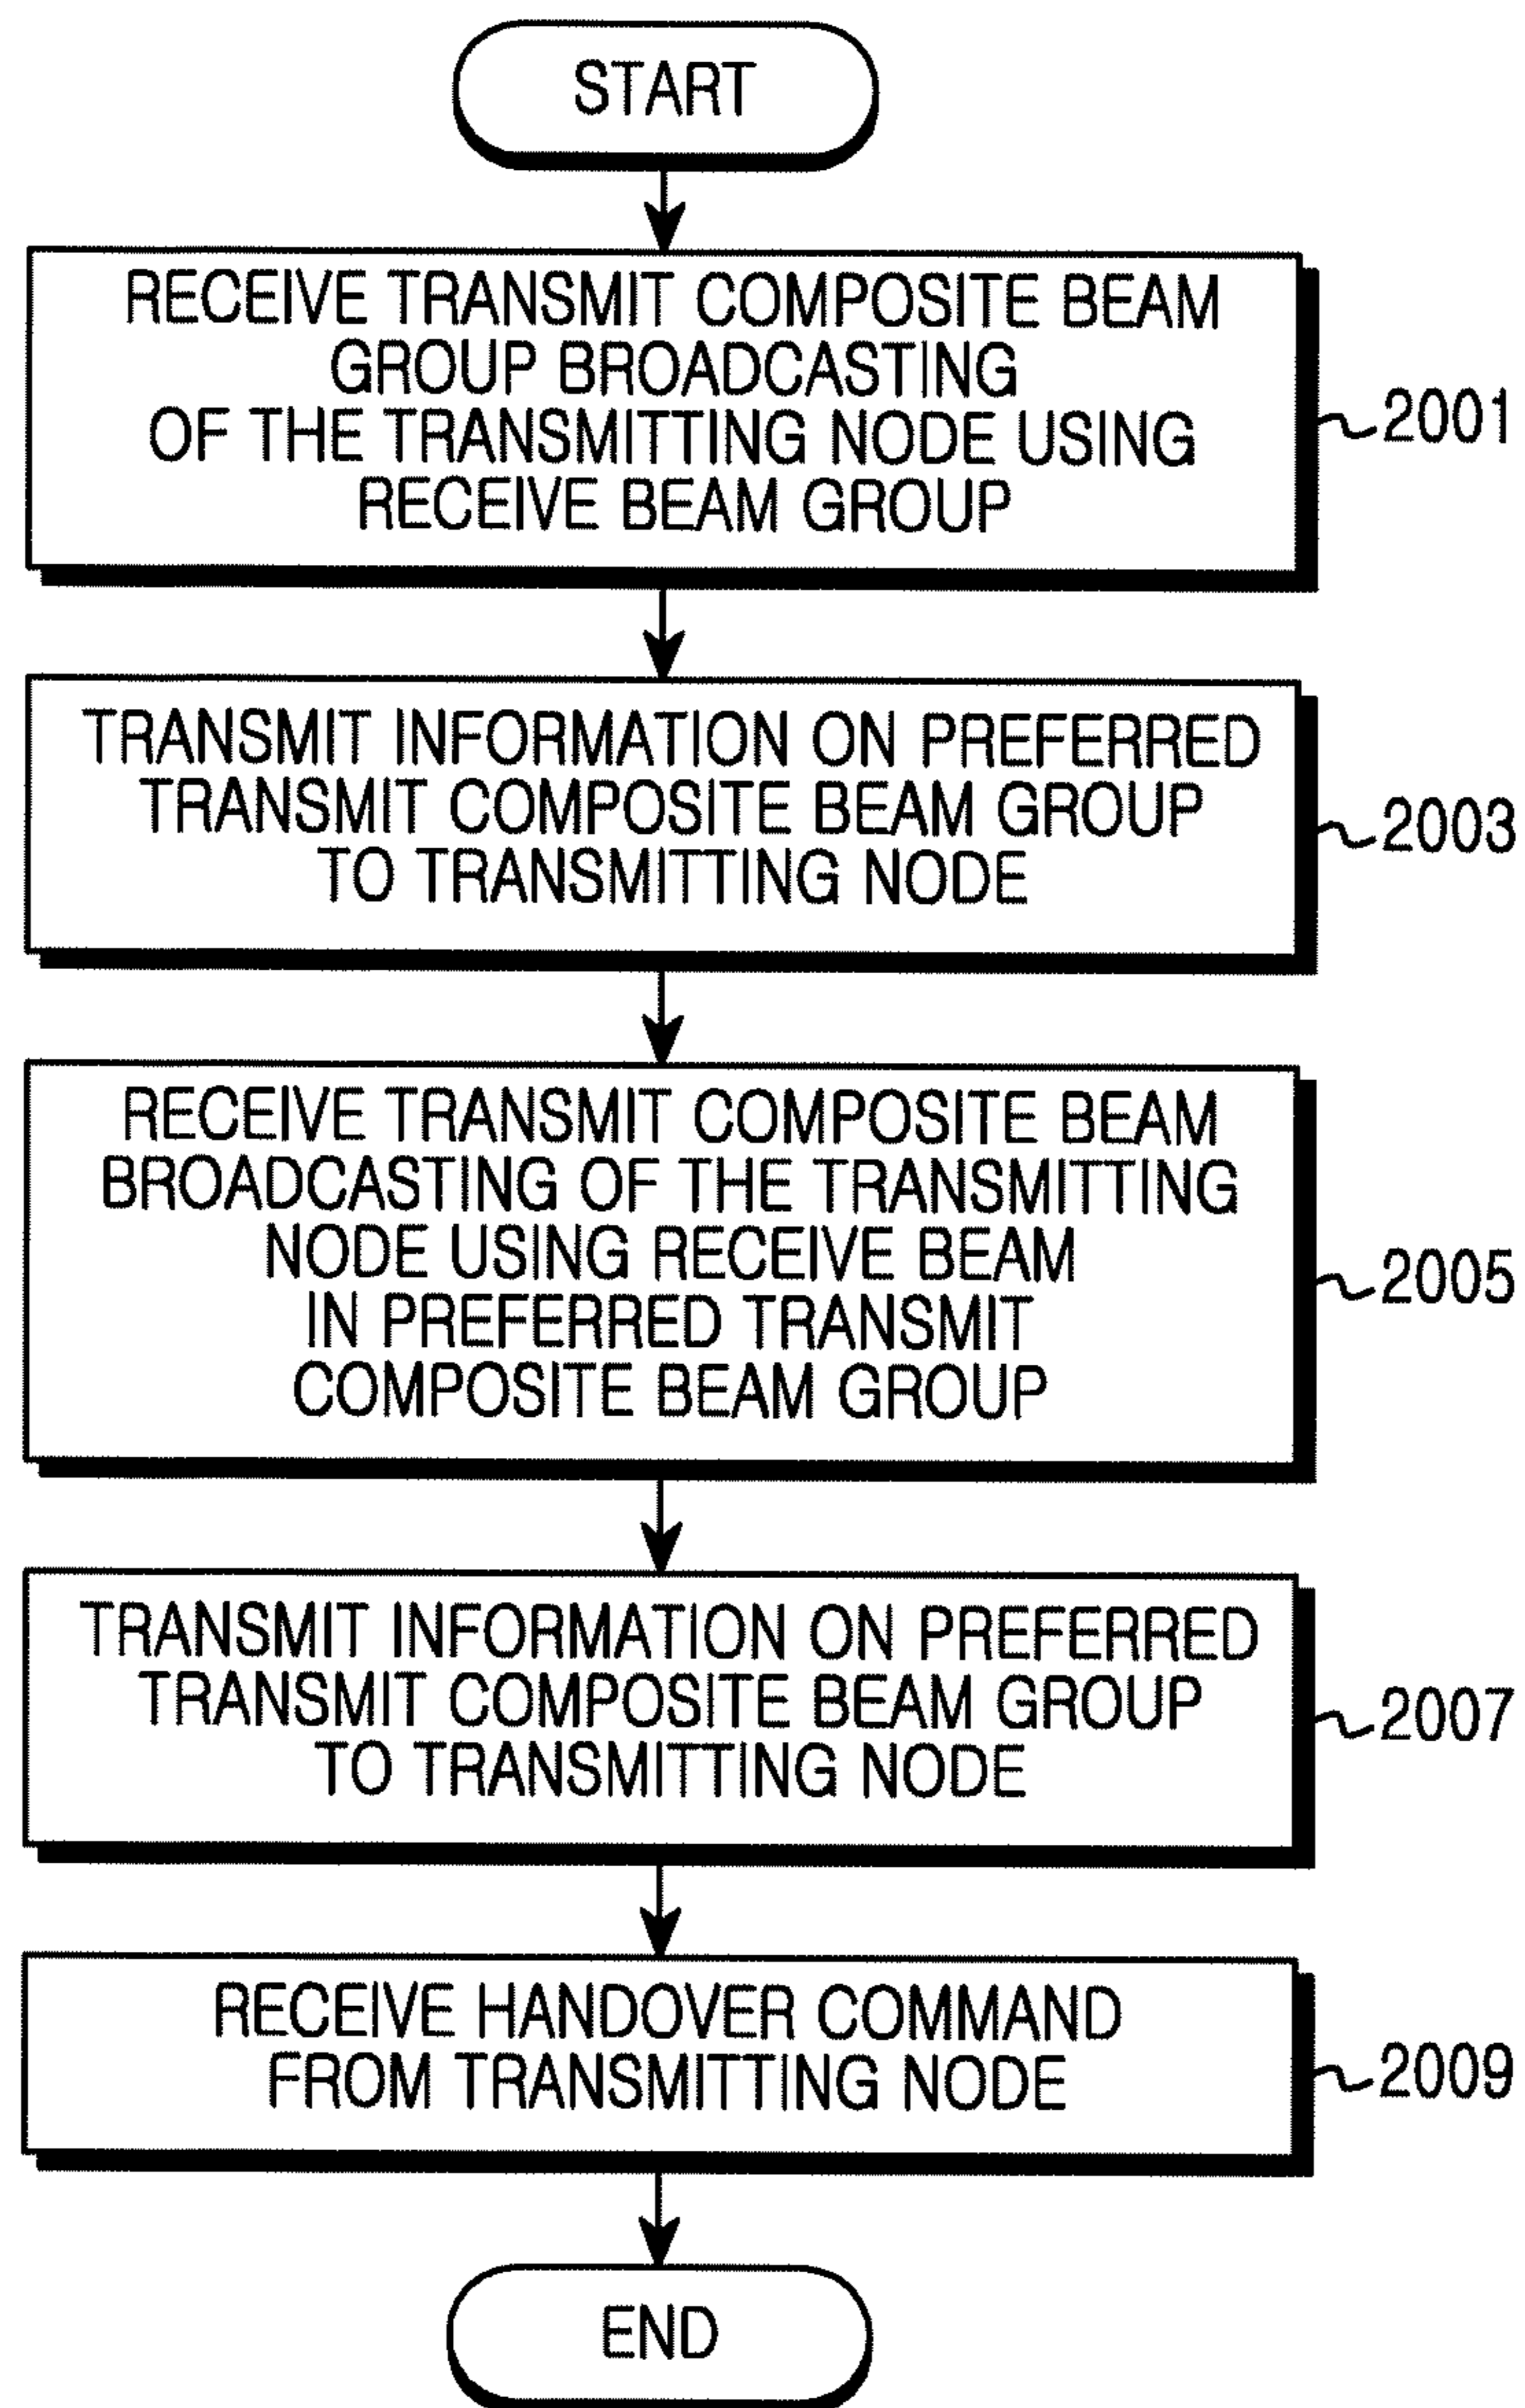 START
RECEIVE TRANSMIT COMPOSITE BEAM
GROUP BROADCASTING
OF THE TRANSMITTING NODE USING
RECEIVE BEAM GROUP
2001
TRANSMIT INFORMATION ON PREFERRED
TRANSMIT COMPOSITE BEAM GROUP
TO TRANSMITTING NODE
2003
RECEIVE TRANSMIT COMPOSITE BEAM
BROADCASTING OF THE TRANSMITTING
NODE USING RECEIVE BEAM
IN PREFERRED TRANSMIT
COMPOSITE BEAM GROUP
2005
TRANSMIT INFORMATION ON PREFERRED
TRANSMIT COMPOSITE BEAM GROUP
TO TRANSMITTING NODE
2007
RECEIVE HANDOVER COMMAND
FROM TRANSMITTING NODE
2009
END